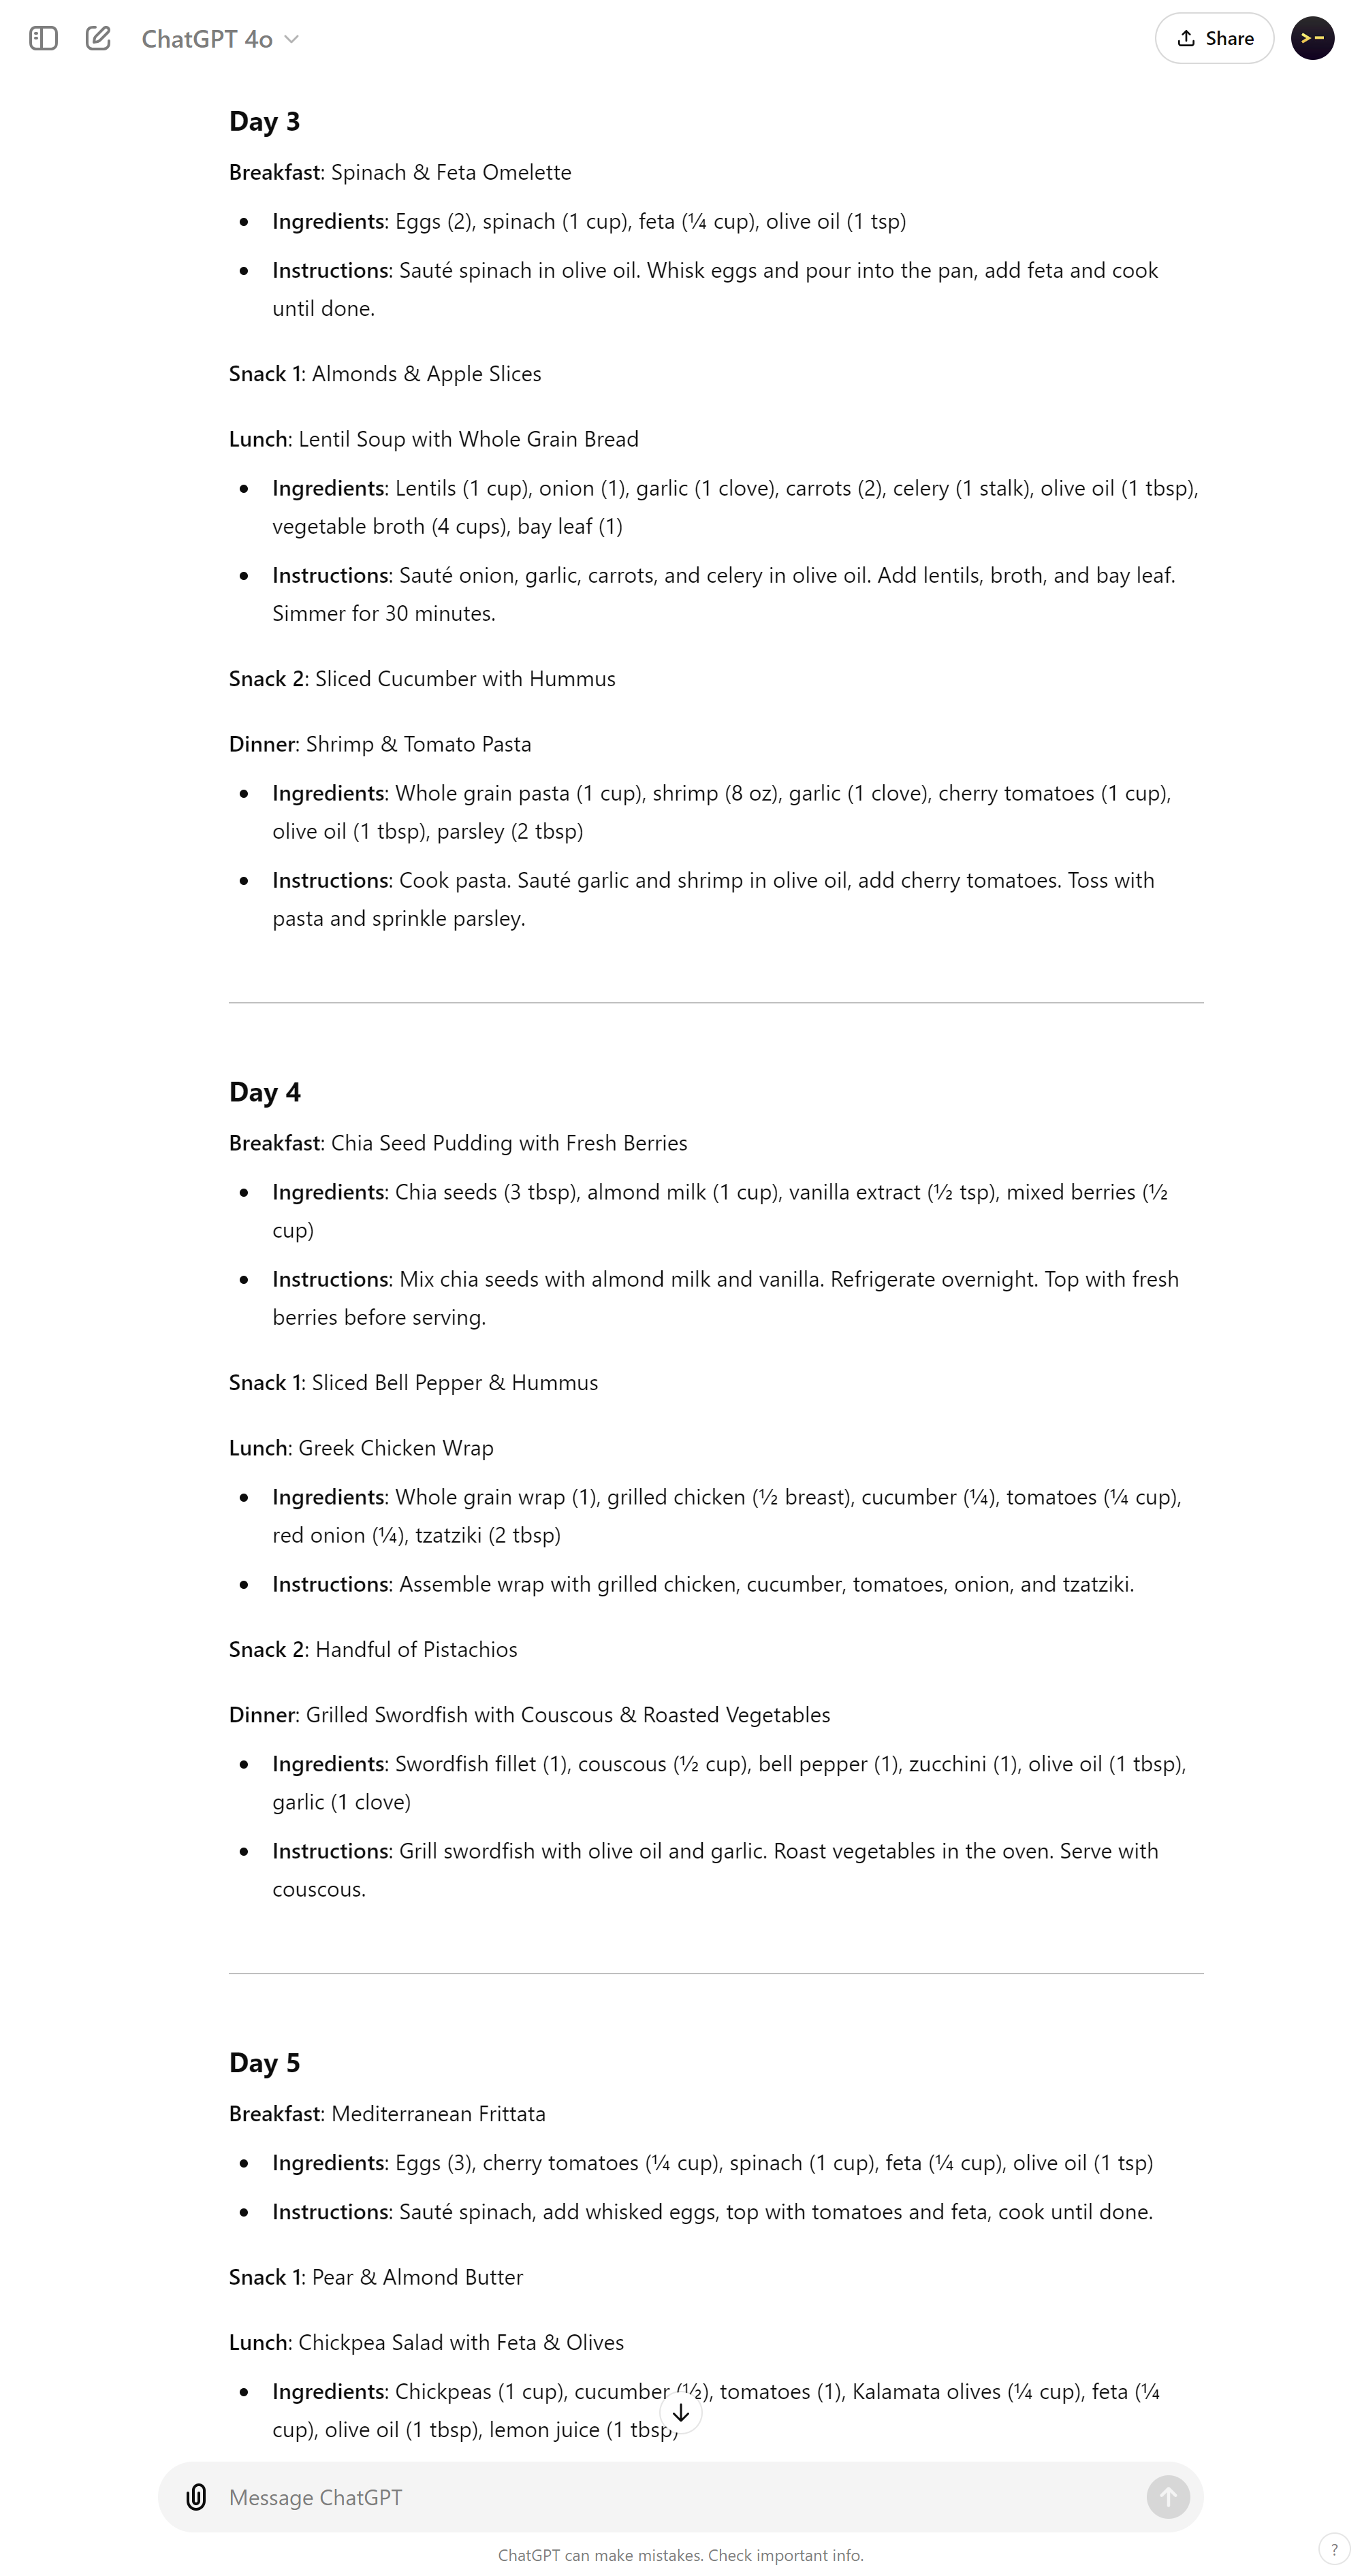 ChatGPT 4o
Share
Day 3
Breakfast: Spinach & Feta Omelette
Ingredients: Eggs (2), spinach (1 cup), feta (¼ cup), olive oil (1 tsp)
Instructions: Sauté spinach in olive oil. Whisk eggs and pour into the pan, add feta and cook
until done.
Snack 1: Almonds & Apple Slices
Lunch: Lentil Soup with Whole Grain Bread
Ingredients: Lentils (1 cup), onion (1), garlic (1 clove), carrots (2), celery (1 stalk), olive oil (1 tbsp),
vegetable broth (4 cups), bay leaf (1)
Instructions: Sauté onion, garlic, carrots, and celery in olive oil. Add lentils, broth, and bay leaf.
Simmer for 30 minutes.
Snack 2: Sliced Cucumber with Hummus
Dinner: Shrimp & Tomato Pasta
Ingredients: Whole grain pasta (1 cup), shrimp (8 oz), garlic (1 clove), cherry tomatoes (1 cup),
olive oil (1 tbsp), parsley (2 tbsp)
Instructions: Cook pasta. Sauté garlic and shrimp in olive oil, add cherry tomatoes. Toss with
pasta and sprinkle parsley.
Day 4
Breakfast: Chia Seed Pudding with Fresh Berries
Ingredients: Chia seeds (3 tbsp), almond milk (1 cup), vanilla extract (½ tsp), mixed berries (½
cup)
Instructions: Mix chia seeds with almond milk and vanilla. Refrigerate overnight. Top with fresh
berries before serving.
Snack 1: Sliced Bell Pepper & Hummus
Lunch: Greek Chicken Wrap
Ingredients: Whole grain wrap (1), grilled chicken (½ breast), cucumber (¼), tomatoes (¼ cup),
red onion (¼), tzatziki (2 tbsp)
Instructions: Assemble wrap with grilled chicken, cucumber, tomatoes, onion, and tzatziki.
Snack 2: Handful of Pistachios
Dinner: Grilled Swordfish with Couscous & Roasted Vegetables
Ingredients: Swordfish fillet (1), couscous (½ cup), bell pepper (1), zucchini (1), olive oil (1 tbsp),
garlic (1 clove)
Instructions: Grill swordfish with olive oil and garlic. Roast vegetables in the oven. Serve with
couscous.
Day 5
Breakfast: Mediterranean Frittata
Ingredients: Eggs (3), cherry tomatoes (¼ cup), spinach (1 cup), feta (¼ cup), olive oil (1 tsp)
Instructions: Sauté spinach, add whisked eggs, top with tomatoes and feta, cook until done.
Snack 1: Pear & Almond Butter
Lunch: Chickpea Salad with Feta & Olives
Ingredients: Chickpeas (1 cup), cucumber (½), tomatoes (1), Kalamata olives (¼ cup), feta (¼
cup), olive oil (1 tbsp), lemon juice (1 tbsp)
Message ChatGPT
ChatGPT can make mistakes. Check important info.
?